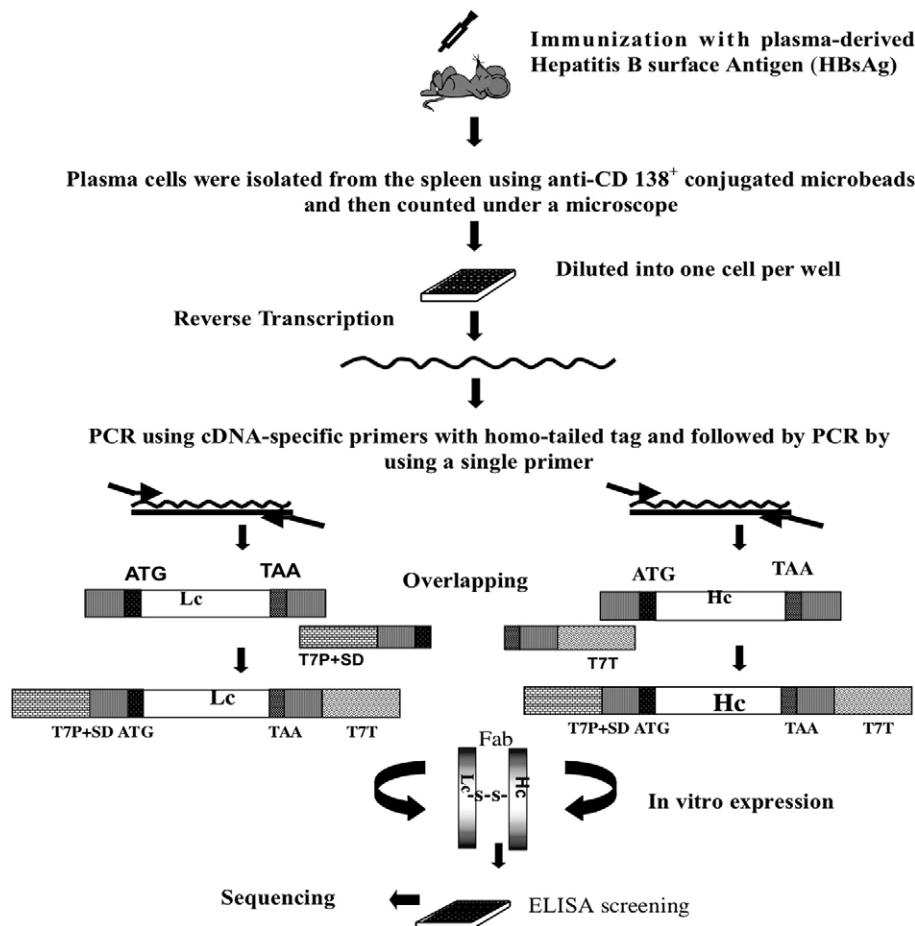 Immunization with plasma-derived
Hepatitis B surface Antigen (HBsAg)
Plasma cells were isolated from the spleen using anti-CD 138+ conjugated microbeads
and then counted under a microscope
Diluted into one cell per well
Reverse Transcription
PCR using cDNA-specific primers with homo-tailed tag and followed by PCR by
using a single primer
ATG TAA
Lc
Overlapping
ATG TAA
Hc
T7P+SD
T7T
Lc
T7P+SD ATG TAA T7T
Hc
T7P+SD ATG TAA T7T
Fab
Lc -s-s- Hc
In vitro expression
Sequencing
ELISA screening